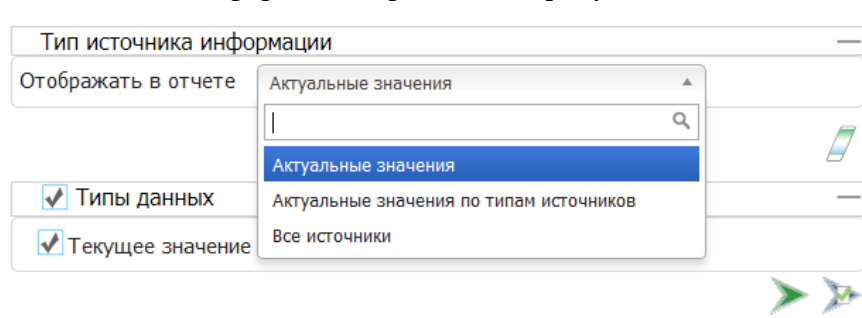 Тип источника информации
Отображать в отчете Актуальные значения
Актуальные значения
Типы данных Актуальные значения по типам источников
Текущее значение Все источники